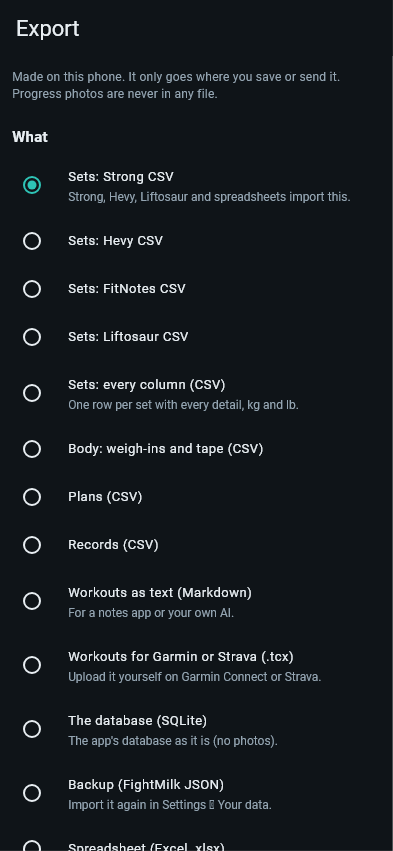 Export
Made on this phone. It only goes where you save or send it.
Progress photos are never in any file.
What
Sets: Strong CSV
Strong, Hevy, Liftosaur and spreadsheets import this.
Sets: Hevy CSV
Sets: FitNotes CSV
Sets: Liftosaur CSV
Sets: every column (CSV)
One row per set with every detail, kg and lb.
Body: weigh-ins and tape (CSV)
Plans (CSV)
Records (CSV)
Workouts as text (Markdown)
For a notes app or your own AI.
Workouts for Garmin or Strava (.tcx)
Upload it yourself on Garmin Connect or Strava.
The database (SQLite)
The app's database as it is (no photos).
Backup (FightMilk JSON)
Import it again in Settings ▯ Your data.
Spreadsheet (Excel, xlsx)